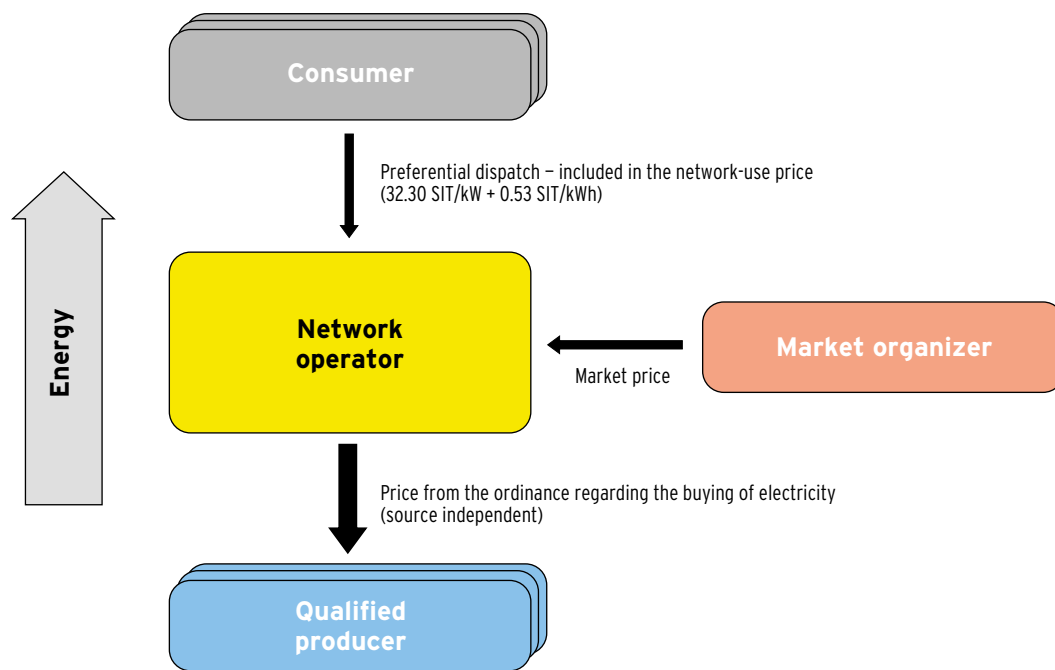 Consumer
Preferential dispatch – included in the network-use price
(32.30 SIT/kW + 0.53 SIT/kWh)
Energy
Network
operator
Market organizer
Market price
Price from the ordinance regarding the buying of electricity
(source independent)
Qualified
producer